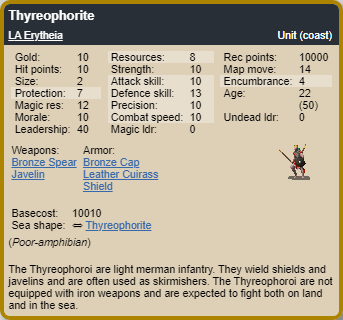 Thyreophorite
LA Erytheia Unit (coast)
Gold: 10 Resources: 8 Rec points: 10000
Hit points: 10 Strength: 10 Map move: 14
Size: 2 Attack skill: 10 Encumbrance: 4
Protection: 7 Defence skill: 13 Age: 22
Magic res: 12 Precision: 10 (50)
Morale: 10 Combat speed: 10 Undead ldr: 0
Leadership: 40 Magic ldr: 0
Weapons: Armor:
Bronze Spear Bronze Cap
Javelin Leather Cuirass
Shield
Basecost: 10010
Sea shape: ⇔ Thyreophorite
(Poor-amphibian)
The Thyreophoroi are light merman infantry. They wield shields and
javelins and are often used as skirmishers. The Thyreophoroi are not
equipped with iron weapons and are expected to fight both on land
and in the sea.